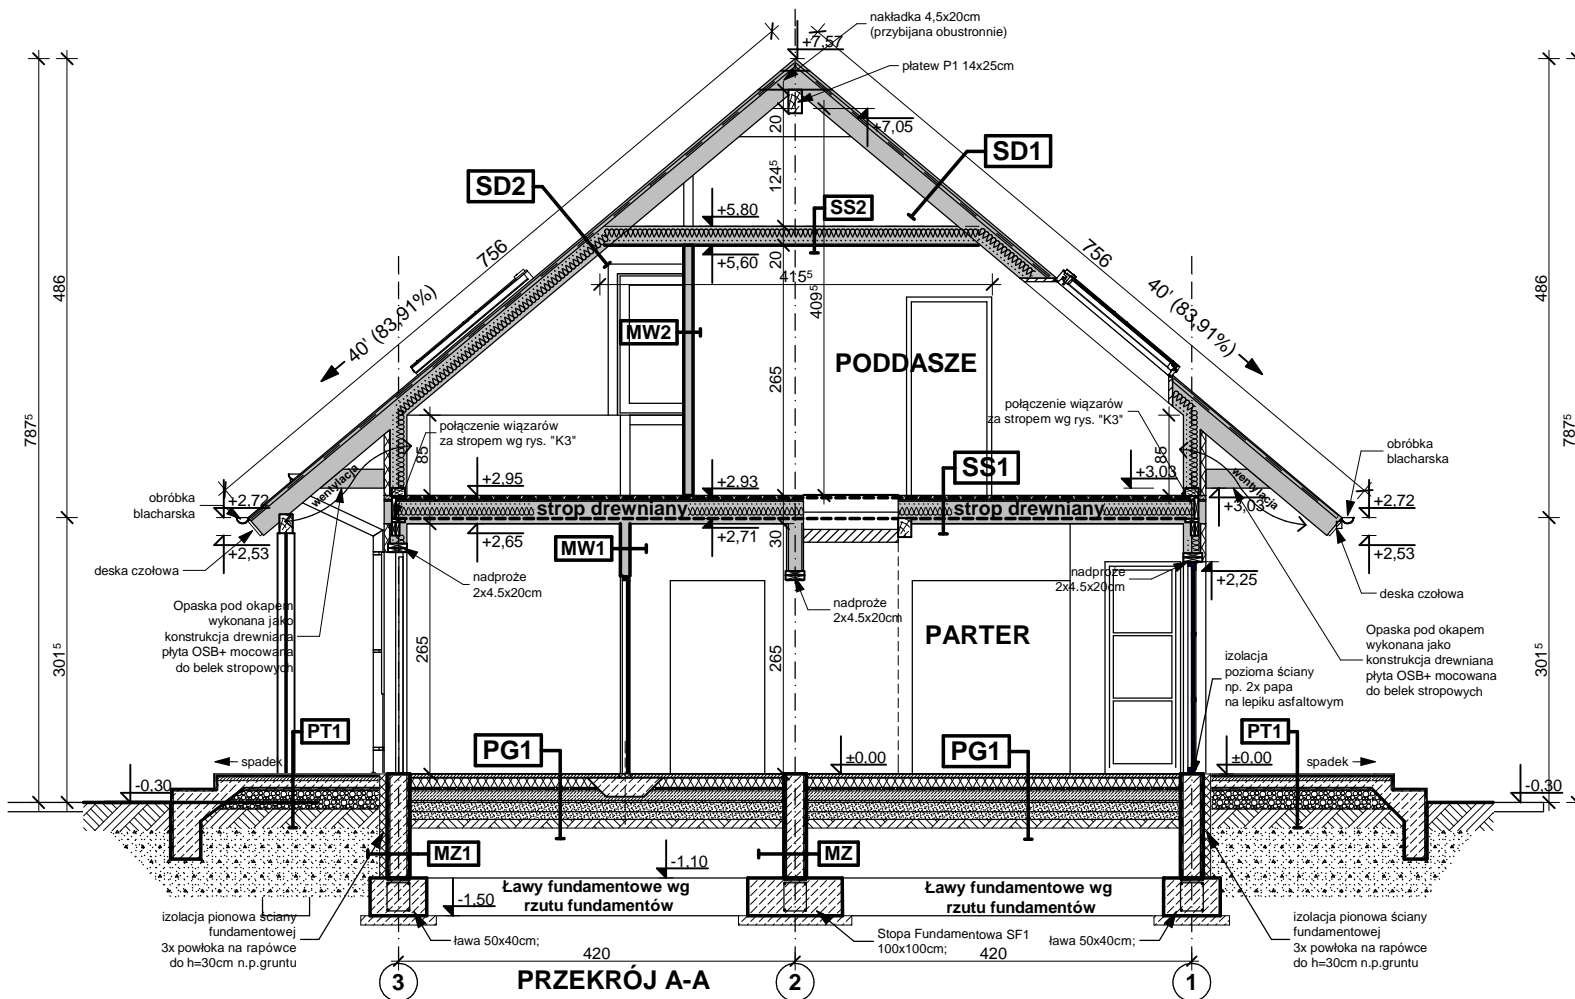 nakładka 4,5x20cm
(przybijana obustronnie)
+7,57
płatew P1 14x25cm
20
+7,05
SD1
SD2
124⁵
+5,80
SS2
756
756
+5,60
20
415⁵
409⁵
40' (83,91%)
40' (83,91%)
486
486
MW2
PODDASZE
265
787⁵
787⁵
połączenie wiązarów
za stropem wg rys. "K3"
połączenie wiązarów
za stropem wg rys. "K3"
85
85
wentylacja
wentylacja
obróbka
blacharska
obróbka
blacharska
SS1
+2,95
+2,93
+3,03
+3,03
+2,72
+2,72
strop drewniany
strop drewniany
+2,53
+2,65
+2,71
30
+2,53
MW1
deska czołowa
nadproże
2x4.5x20cm
nadproże
2x4.5x20cm
nadproże
2x4.5x20cm
+2,25
deska czołowa
Opaska pod okapem
wykonana jako
konstrukcja drewniana
płyta OSB+ mocowana
do belek stropowych
Opaska pod okapem
wykonana jako
konstrukcja drewniana
płyta OSB+ mocowana
do belek stropowych
PARTER
301⁵
301⁵
265
265
izolacja
pozioma ściany
np. 2x papa
na lepiku asfaltowym
PT1
PG1
PG1
PT1
spadek
±0,00
±0,00
spadek
-0,30
-0,30
MZ1
MZ
-1,10
-1,50
Ławy fundamentowe wg
rzutu fundamentów
Ławy fundamentowe wg
rzutu fundamentów
izolacja pionowa ściany
fundamentowej
3x powłoka na rapówce
do h=30cm n.p.gruntu
ława 50x40cm;
Stopa Fundamentowa SF1
100x100cm;
ława 50x40cm;
izolacja pionowa ściany
fundamentowej
3x powłoka na rapówce
do h=30cm n.p.gruntu
420
420
3
PRZEKRÓJ A-A
2
1